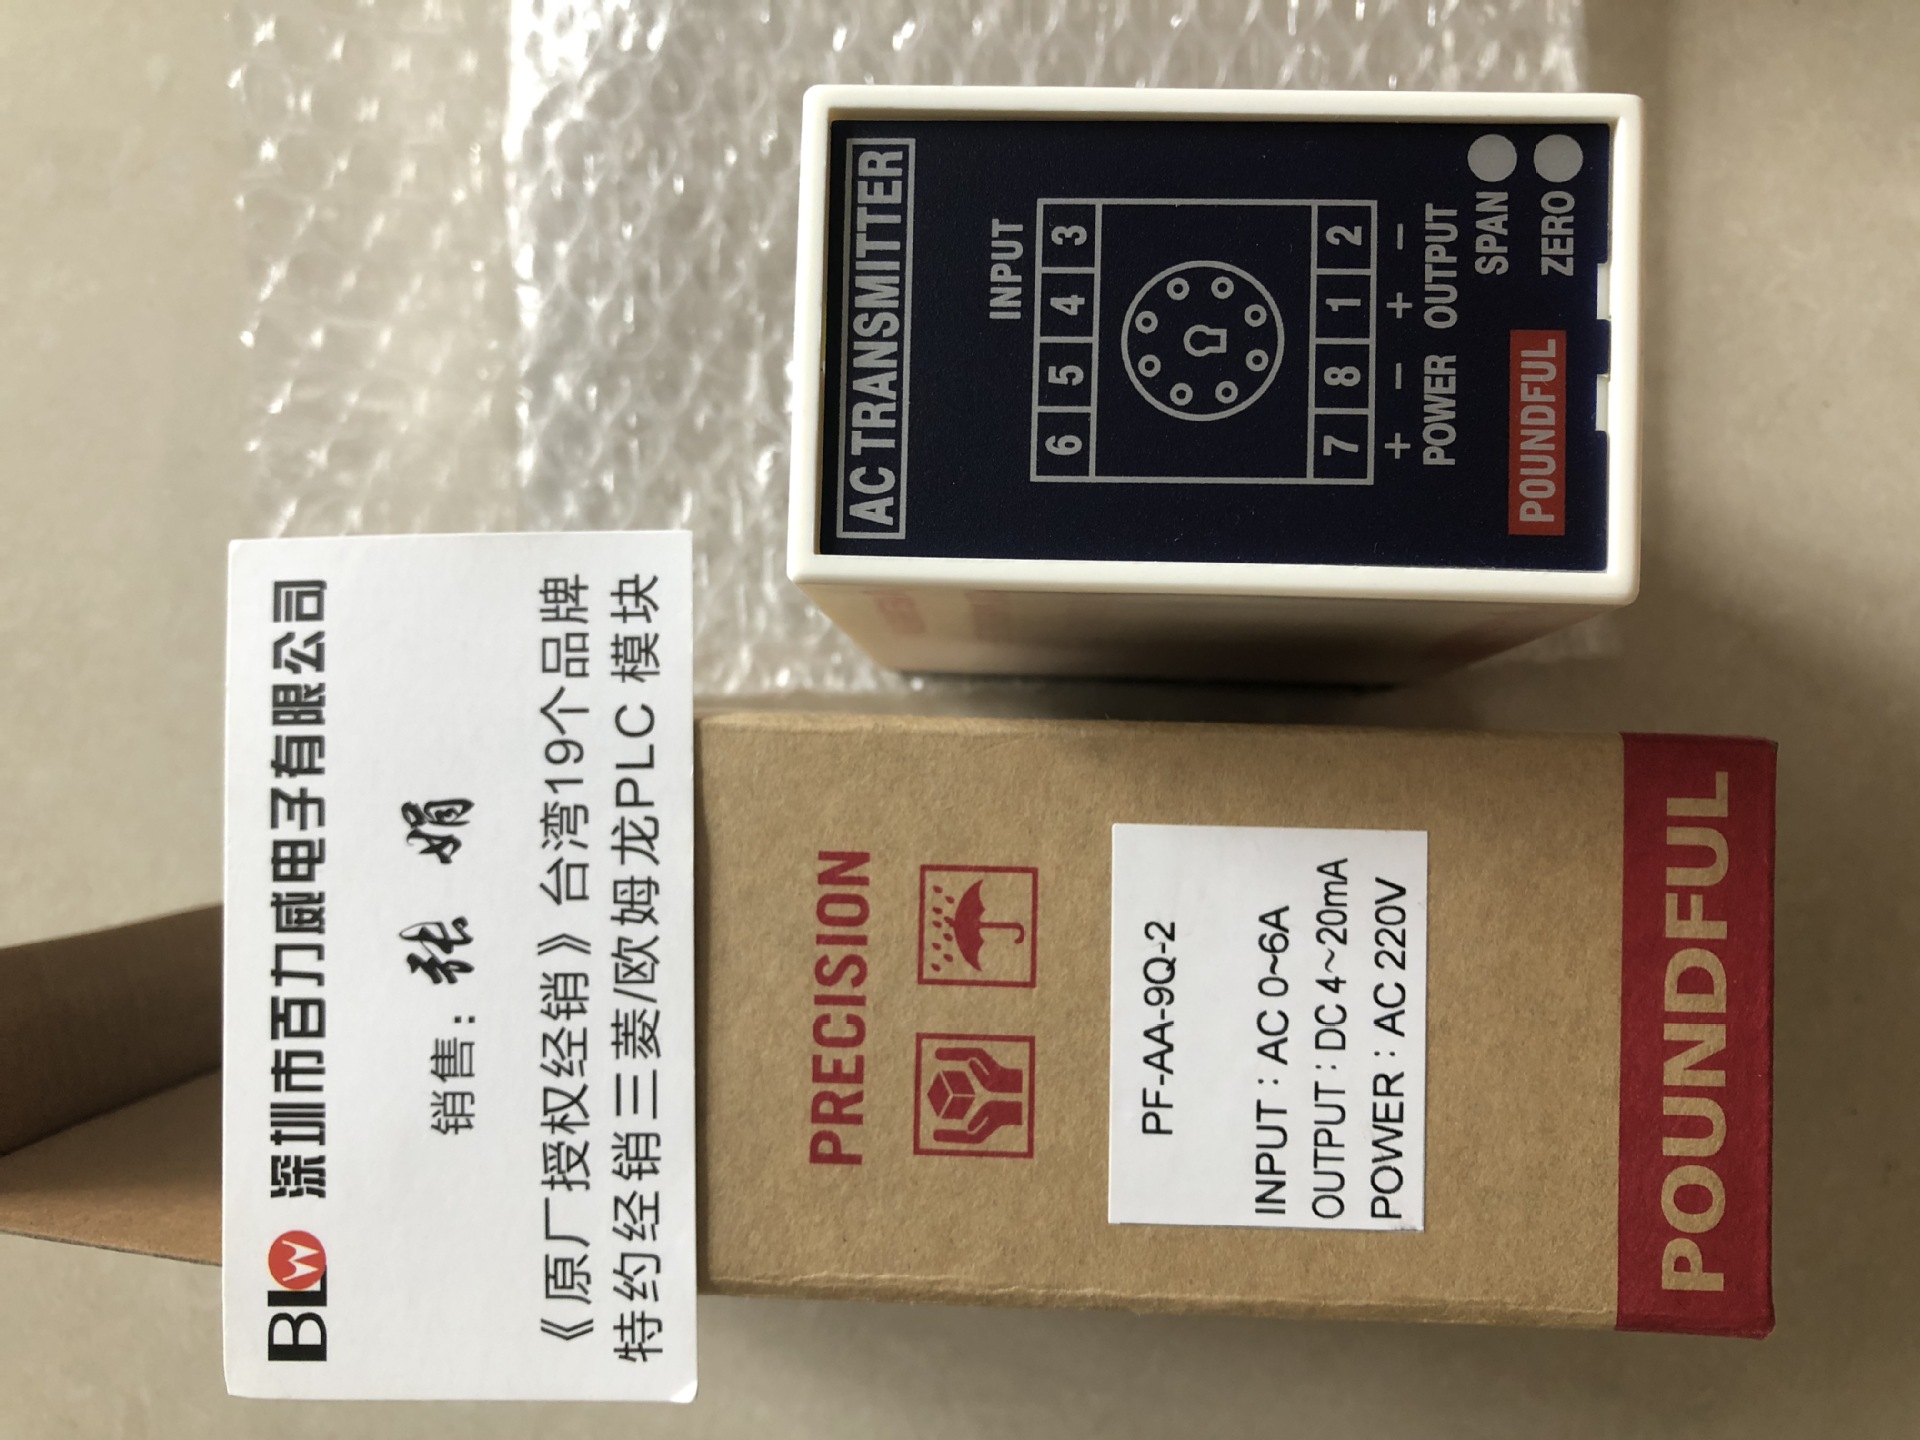 BLW 深圳市百力威电子有限公司
销售：张 娟
《原厂授权经销》台湾19个品牌
特约经销三菱/欧姆龙PLC模块
PRECISION
PF-AA-9Q-2
INPUT : AC 0~6A
OUTPUT : DC 4~20mA
POWER : AC 220V
POUNDFUL
AC TRANSMITTER
INPUT
6 5 4 3
7 8 1 2
+ - + -
POWER OUTPUT
SPAN
POUNDFUL
ZERO